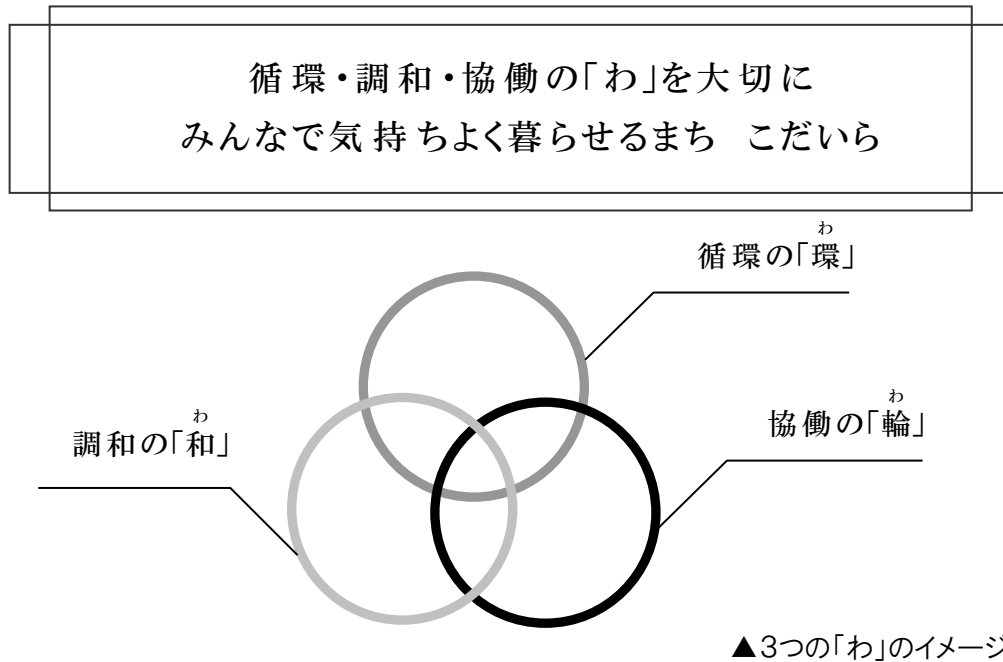 循環・調和・協働の「わ」を大切に
みんなで気持ちよく暮らせるまち　こだいら
わ
循環の「環」
わ
調和の「和」
わ
協働の「輪」
▲3つの「わ」のイメージ